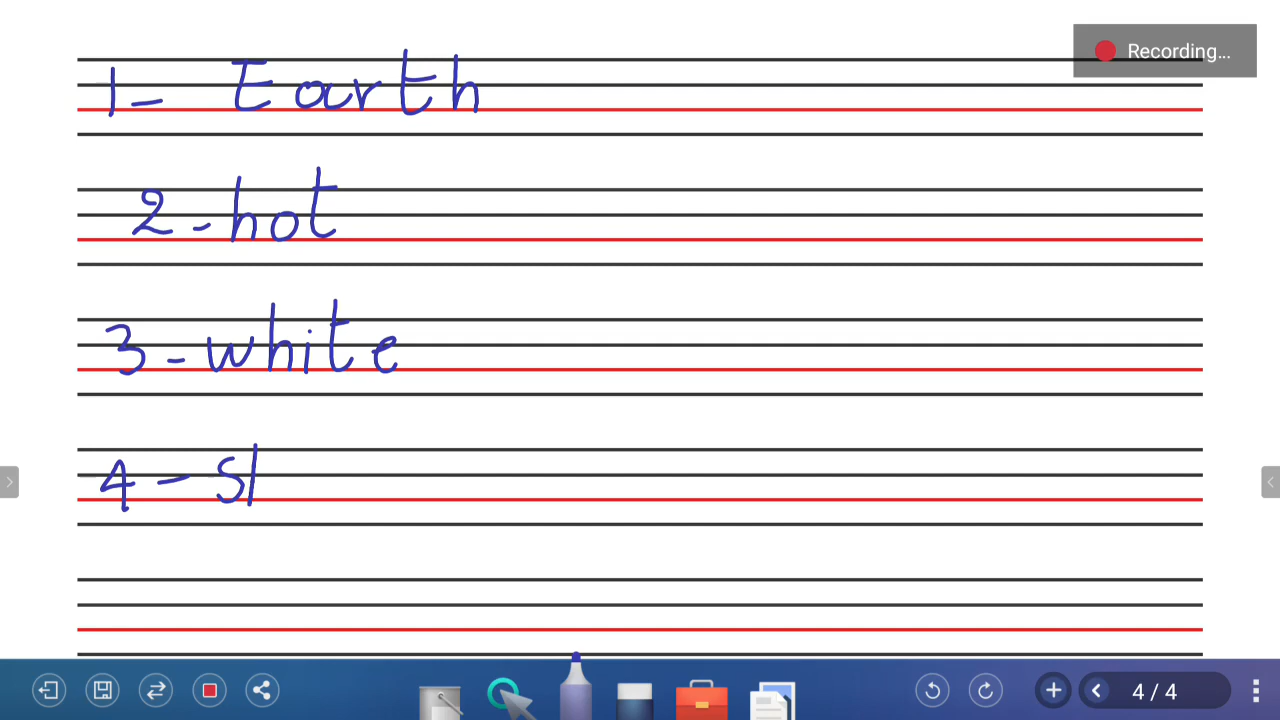 Recording...
1- Earth
2- hot
3- white
4- sl
4 / 4